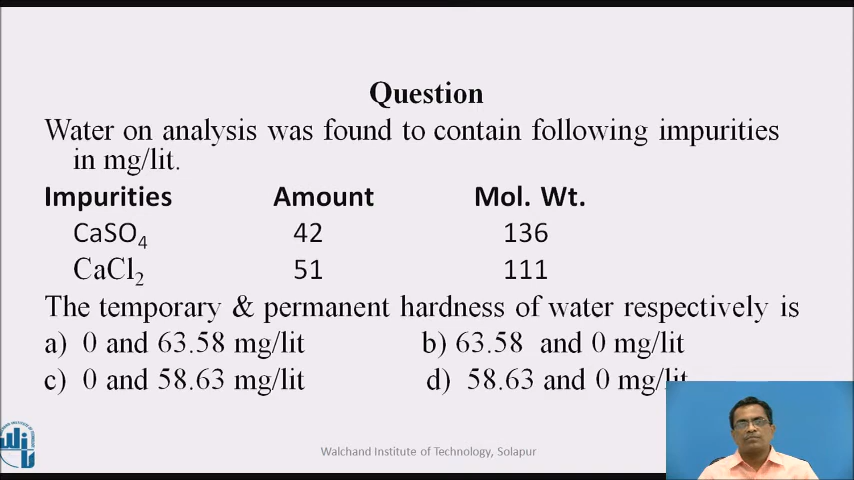 Question
Water on analysis was found to contain following impurities
in mg/lit.
Impurities Amount Mol. Wt.
CaSO₄ 42 136
CaCl₂ 51 111
The temporary & permanent hardness of water respectively is
a) 0 and 63.58 mg/lit b) 63.58 and 0 mg/lit
c) 0 and 58.63 mg/lit d) 58.63 and 0 mg/lit
Walchand Institute of Technology, Solapur